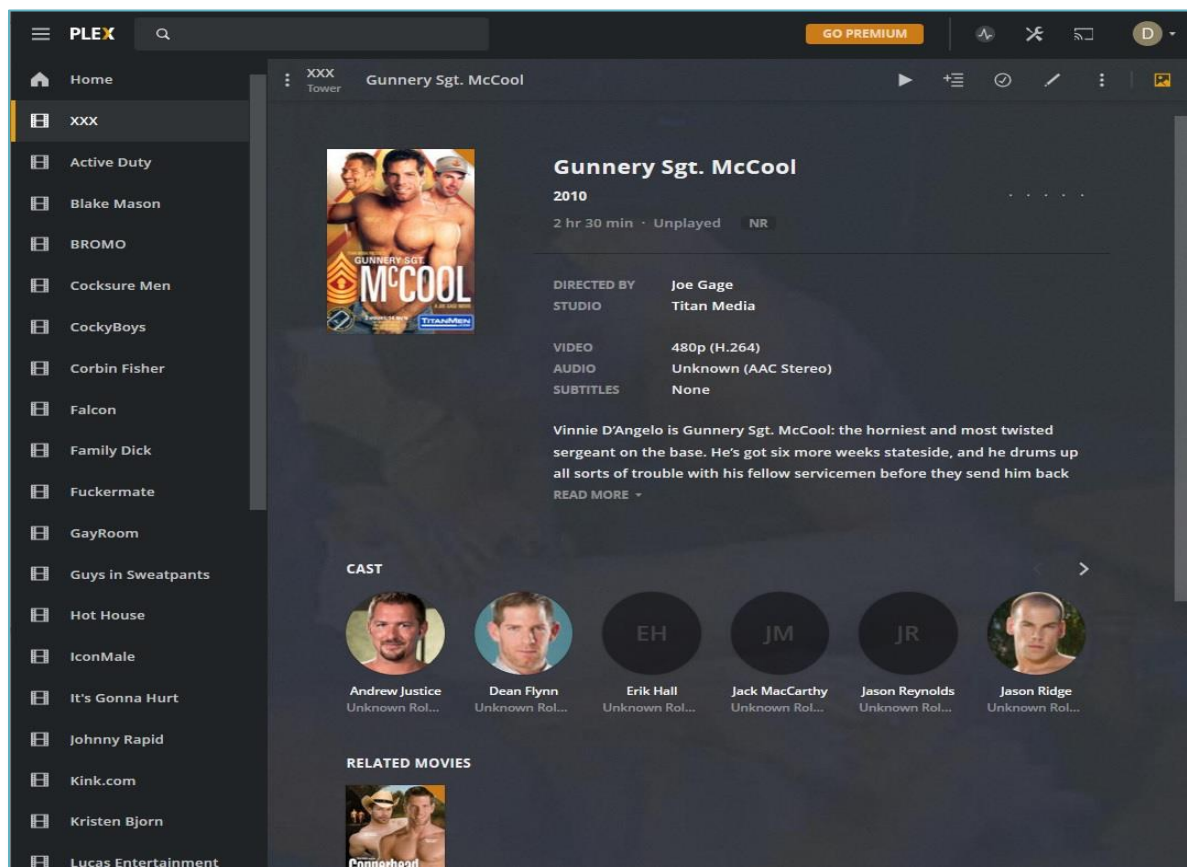 PLEX
GO PREMIUM
D
Home
XXX
Active Duty
Blake Mason
BROMO
Cocksure Men
CockyBoys
Corbin Fisher
Falcon
Family Dick
Fuckermate
GayRoom
Guys in Sweatpants
Hot House
IconMale
It's Gonna Hurt
Johnny Rapid
Kink.com
Kristen Bjorn
Lucas Entertainment
XXX
Tower
Gunnery Sgt. McCool
GUNNERY SGT.
McCOOL
A JOE GAGE MOVIE
TITANMEN
Gunnery Sgt. McCool
2010
2 hr 30 min · Unplayed NR
DIRECTED BY Joe Gage
STUDIO Titan Media
VIDEO 480p (H.264)
AUDIO Unknown (AAC Stereo)
SUBTITLES None
Vinnie D’Angelo is Gunnery Sgt. McCool: the horniest and most twisted
sergeant on the base. He’s got six more weeks stateside, and he drums up
all sorts of trouble with his fellow servicemen before they send him back
READ MORE
CAST
EH JM JR
Andrew Justice Dean Flynn Erik Hall Jack MacCarthy Jason Reynolds Jason Ridge
Unknown Rol... Unknown Rol... Unknown Rol... Unknown Rol... Unknown Rol... Unknown Rol...
RELATED MOVIES
Copperhead